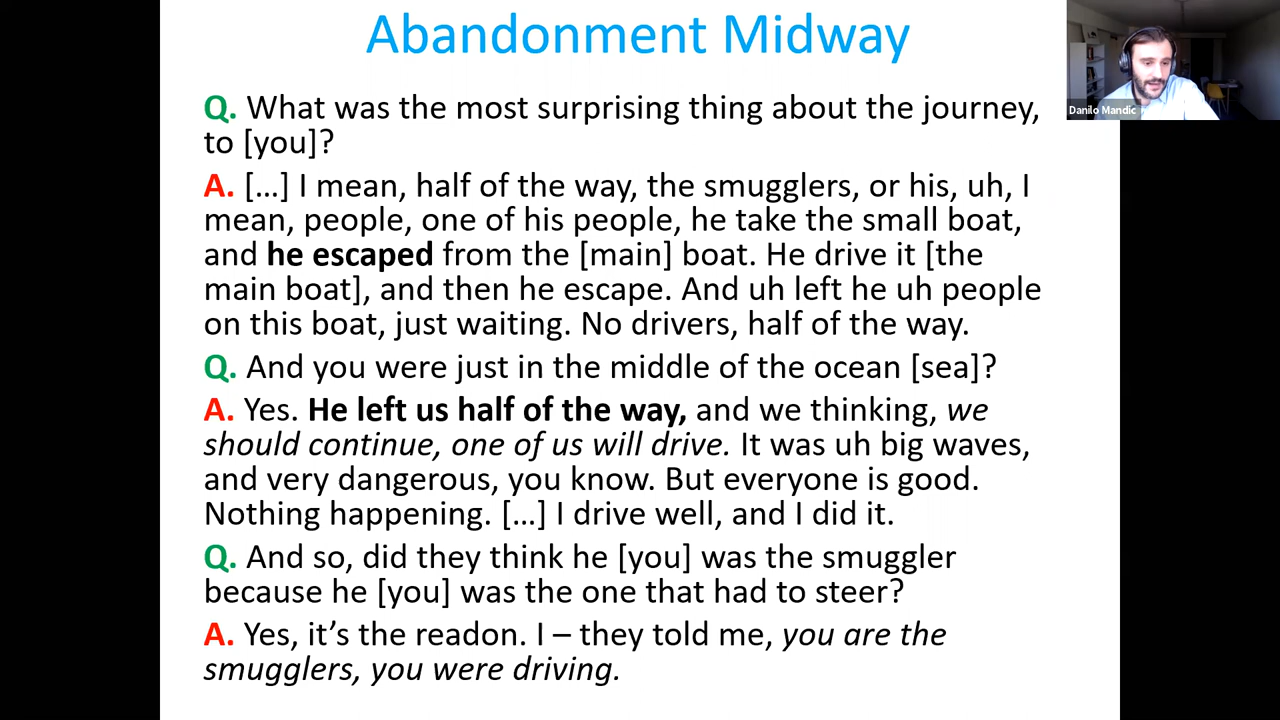 Abandonment Midway
Danilo Mandic
Q. What was the most surprising thing about the journey,
to [you]?
A. […] I mean, half of the way, the smugglers, or his, uh, I
mean, people, one of his people, he take the small boat,
and he escaped from the [main] boat. He drive it [the
main boat], and then he escape. And uh left he uh people
on this boat, just waiting. No drivers, half of the way.
Q. And you were just in the middle of the ocean [sea]?
A. Yes. He left us half of the way, and we thinking, we
should continue, one of us will drive. It was uh big waves,
and very dangerous, you know. But everyone is good.
Nothing happening. […] I drive well, and I did it.
Q. And so, did they think he [you] was the smuggler
because he [you] was the one that had to steer?
A. Yes, it’s the readon. I – they told me, you are the
smugglers, you were driving.